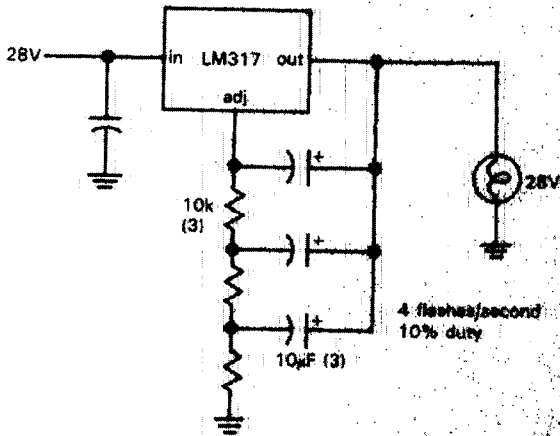 28V
in LM317 out
adj
10k
(3)
28V
4 flashes/second
10% duty
10μF (3)
+
+
+